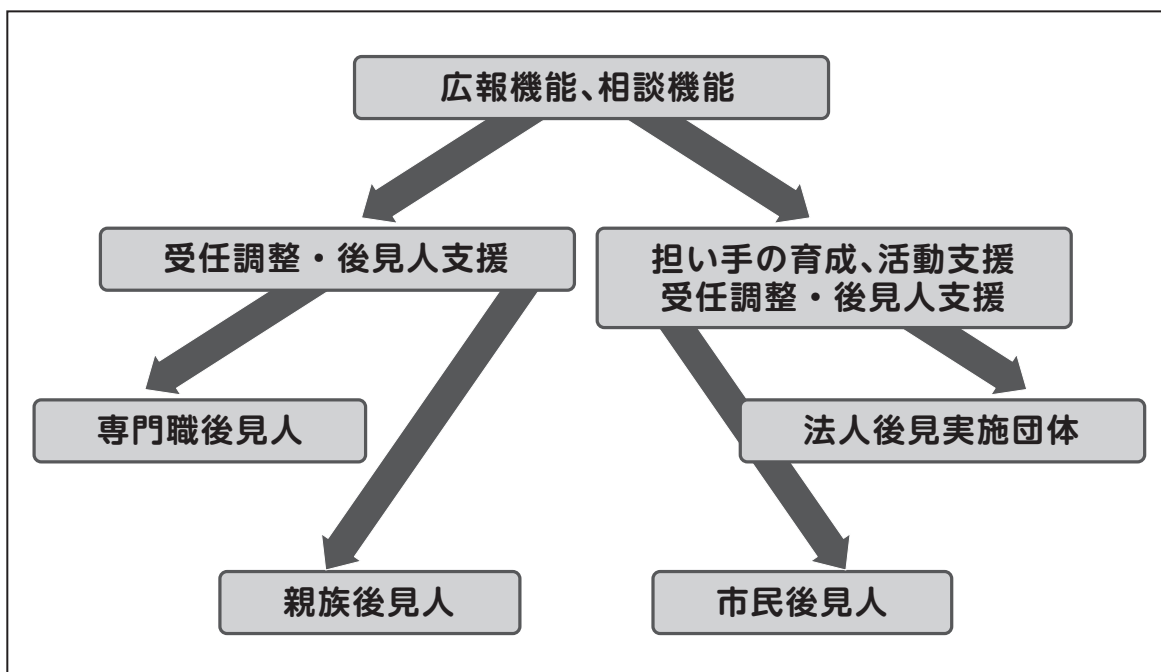 広報機能、相談機能
受任調整・後見人支援
担い手の育成、活動支援
受任調整・後見人支援
専門職後見人
法人後見実施団体
親族後見人
市民後見人